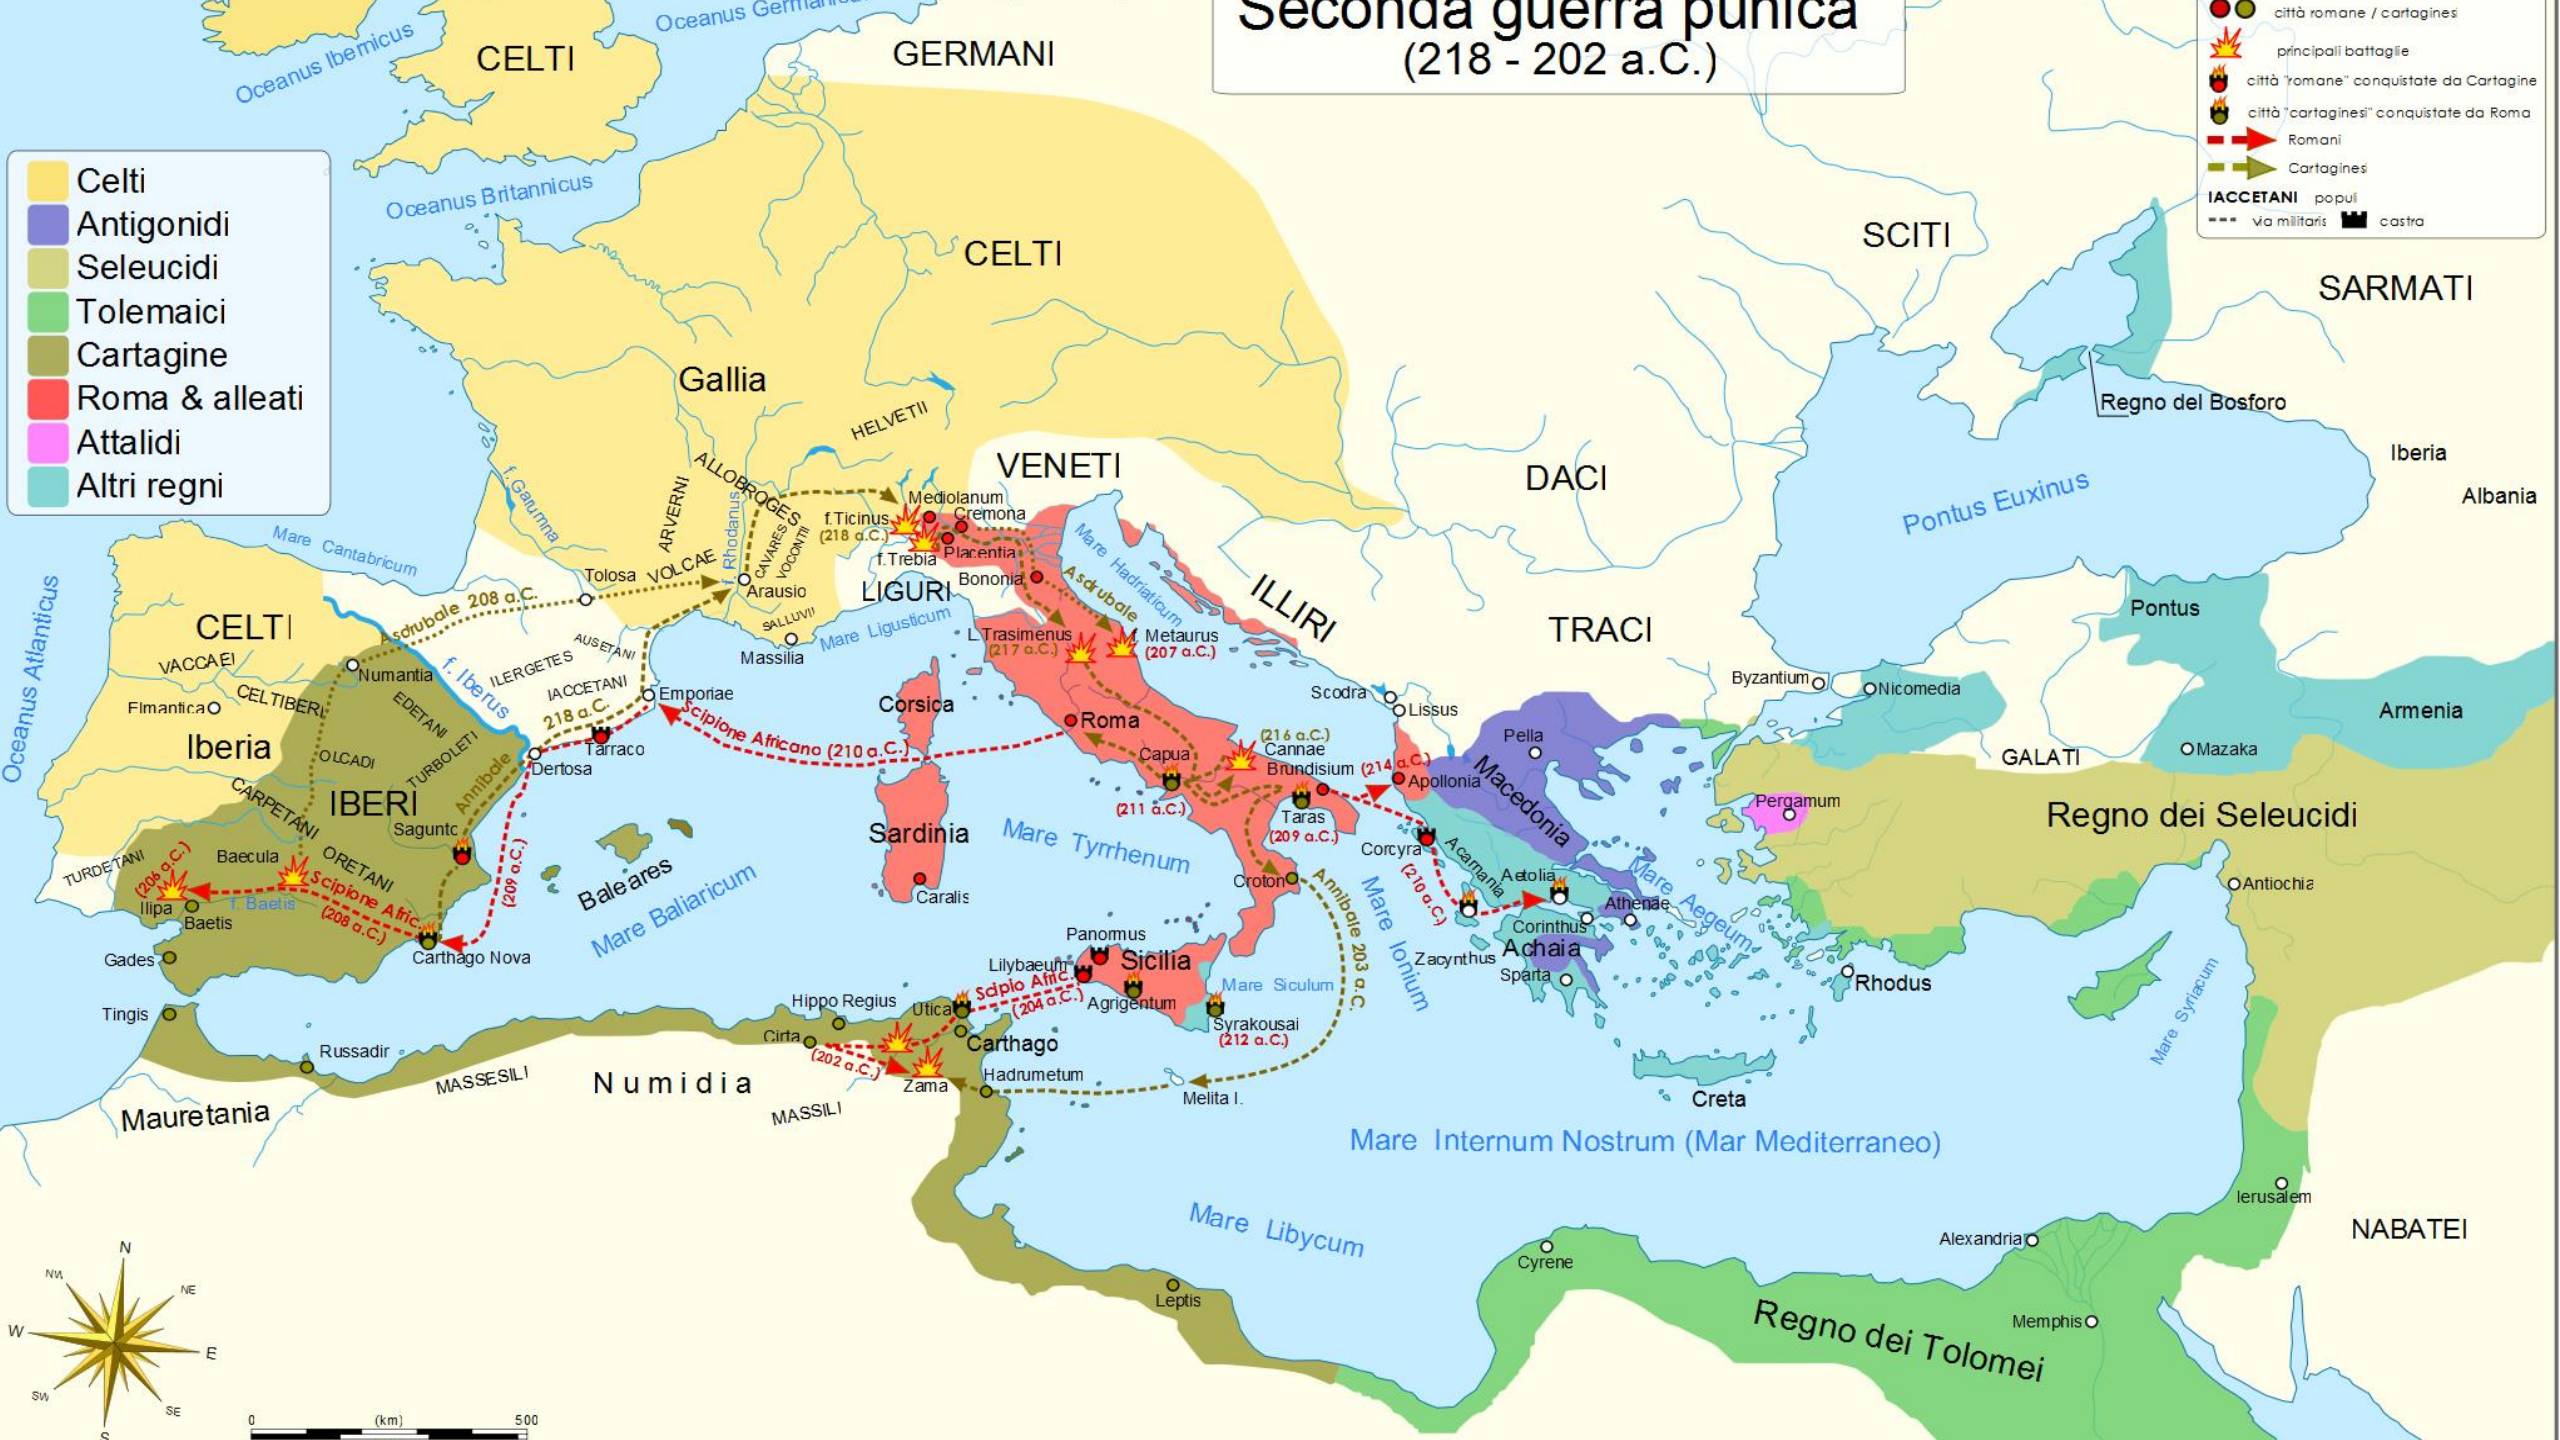 Seconda guerra punica
(218 - 202 a.C.)
città romane / cartaginesi
principali battaglie
città "romane" conquistate da Cartagine
città "cartaginesi" conquistate da Roma
Romani
Cartaginesi
IACCETANI popoli
via militaris castra
Celti
Antigonidi
Seleucidi
Tolemaici
Cartagine
Roma & alleati
Attalidi
Altri regni
Oceanus Ibernicus
CELTI
GERMANI
Oceanus Britannicus
CELTI
SCITI
SARMATI
Gallia
HELVETII
Regno del Bosforo
Iberia
Albania
VENETI
DACI
Pontus Euxinus
ALLOBROGES
ARVERNI
f. Garumna
f. Rhodanus
CAVARES
VOCONTII
Mediolanum
Cremona
f.Ticinus
(218 a.C.)
Placentia
f.Trebia
Bononia
Mare Hadriaticum
Asdrubale
Mare Cantabricum
Oceanus Atlanticus
Tolosa
VOLCAE
Arausio
LIGURI
SALLUVII
Massilia
Mare Ligusticum
Asdrubale 208 a.C.
L.Trasimenus
(217 a.C.)
Metaurus
(207 a.C.)
ILLIRI
TRACI
Pontus
CELTI
VACCAEI
Numantia
CELTIBERI
Elmantica
f. Iberus
ILERGETES
AUSETANI
IACCETANI
218 a.C.
Emporiae
Tarraco
Dertosa
EDETANI
TURBOLETI
OLCADI
Iberia
CARPETANI
IBERI
Annibale
Sagunto
Scipione Africano (210 a.C.)
Corsica
Roma
Capua
(211 a.C.)
(216 a.C.)
Cannae
Brundisium
(214 a.C.)
Apollonia
Taras
(209 a.C.)
Scodra
Lissus
Pella
Macedonia
Byzantium
Nicomedia
GALATI
Mazaka
Armenia
Pergamum
Regno dei Seleucidi
Antiochia
TURDETANI
Baecula
ORETANI
(206 a.C.)
Ilipa
Baetis
f. Baetis
Scipione Afric.
(208 a.C.)
(209 a.C.)
Gades
Carthago Nova
Baleares
Mare Baliaricum
Sardinia
Caralis
Mare Tyrrhenum
Croton
Annibale 203 a.C.
Mare Ionium
Corcyra
Acarnania
(210 a.C.)
Aetolia
Athenae
Corinthus
Achaia
Zacynthus
Sparta
Mare Aegeum
Rhodus
Mare Syriacum
Creta
Panormus
Lilybaeum
Sicilia
Agrigentum
Mare Siculum
Syrakousai
(212 a.C.)
Scipio Afric.
(204 a.C.)
Tingis
Russadir
Hippo Regius
Utica
Cirta
Carthago
(202 a.C.)
Zama
Hadrumetum
Melita I.
MASSESILI
Numidia
MASSILI
Mauretania
Mare Internum Nostrum (Mar Mediterraneo)
Mare Libycum
Leptis
Cyrene
Alexandria
Ierusalem
NABATEI
Memphis
Regno dei Tolomei
N
NW
NE
W
E
SW
SE
S
0 (km) 500